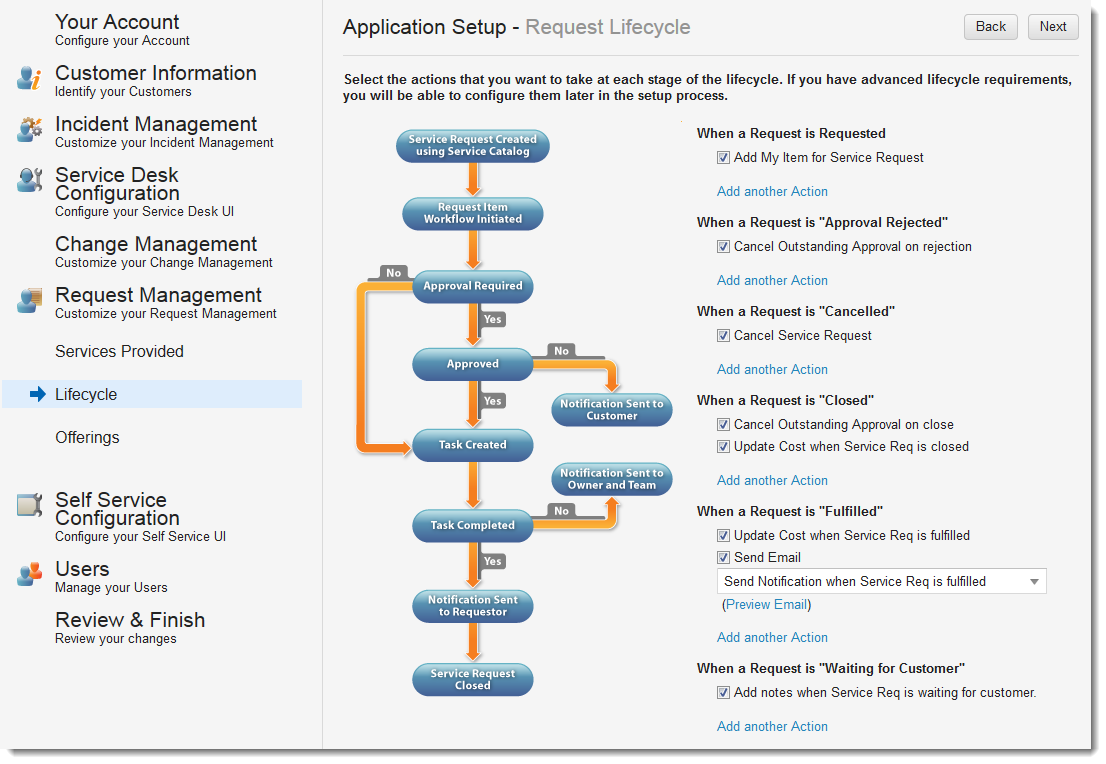 Your Account
Configure your Account
Customer Information
Identify your Customers
Incident Management
Customize your Incident Management
Service Desk
Configuration
Configure your Service Desk UI
Change Management
Customize your Change Management
Request Management
Customize your Request Management
Services Provided
Lifecycle
Offerings
Self Service
Configuration
Configure your Self Service UI
Users
Manage your Users
Review & Finish
Review your changes
Application Setup - Request Lifecycle
Back
Next
Select the actions that you want to take at each stage of the lifecycle. If you have advanced lifecycle requirements,
you will be able to configure them later in the setup process.
Service Request Created
using Service Catalog
Request Item
Workflow Initiated
No
Approval Required
Yes
Approved
No
Yes
Notification Sent to
Customer
Task Created
Notification Sent to
Owner and Team
Task Completed
No
Yes
Notification Sent
to Requestor
Service Request
Closed
When a Request is Requested
Add My Item for Service Request
Add another Action
When a Request is "Approval Rejected"
Cancel Outstanding Approval on rejection
Add another Action
When a Request is "Cancelled"
Cancel Service Request
Add another Action
When a Request is "Closed"
Cancel Outstanding Approval on close
Update Cost when Service Req is closed
Add another Action
When a Request is "Fulfilled"
Update Cost when Service Req is fulfilled
Send Email
Send Notification when Service Req is fulfilled
(Preview Email)
Add another Action
When a Request is "Waiting for Customer"
Add notes when Service Req is waiting for customer.
Add another Action